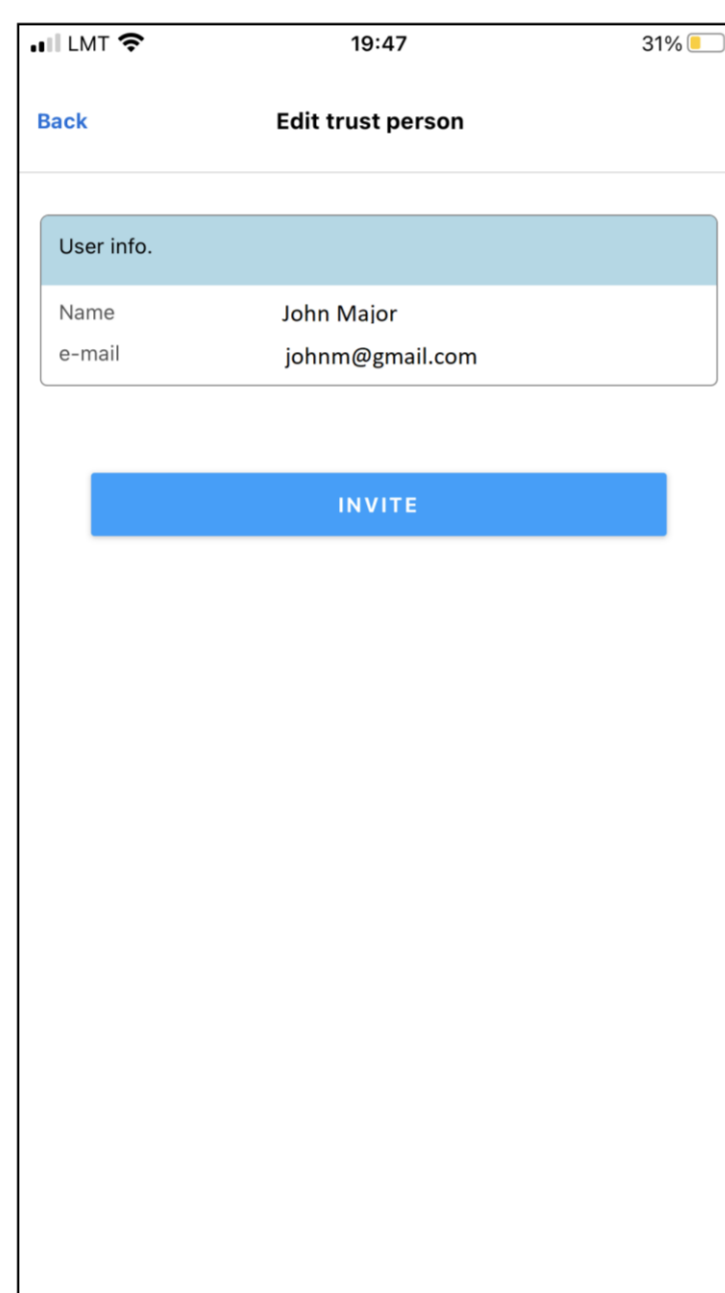 LMT 19:47 31%
Back Edit trust person
User info.
Name John Major
e-mail johnm@gmail.com
INVITE